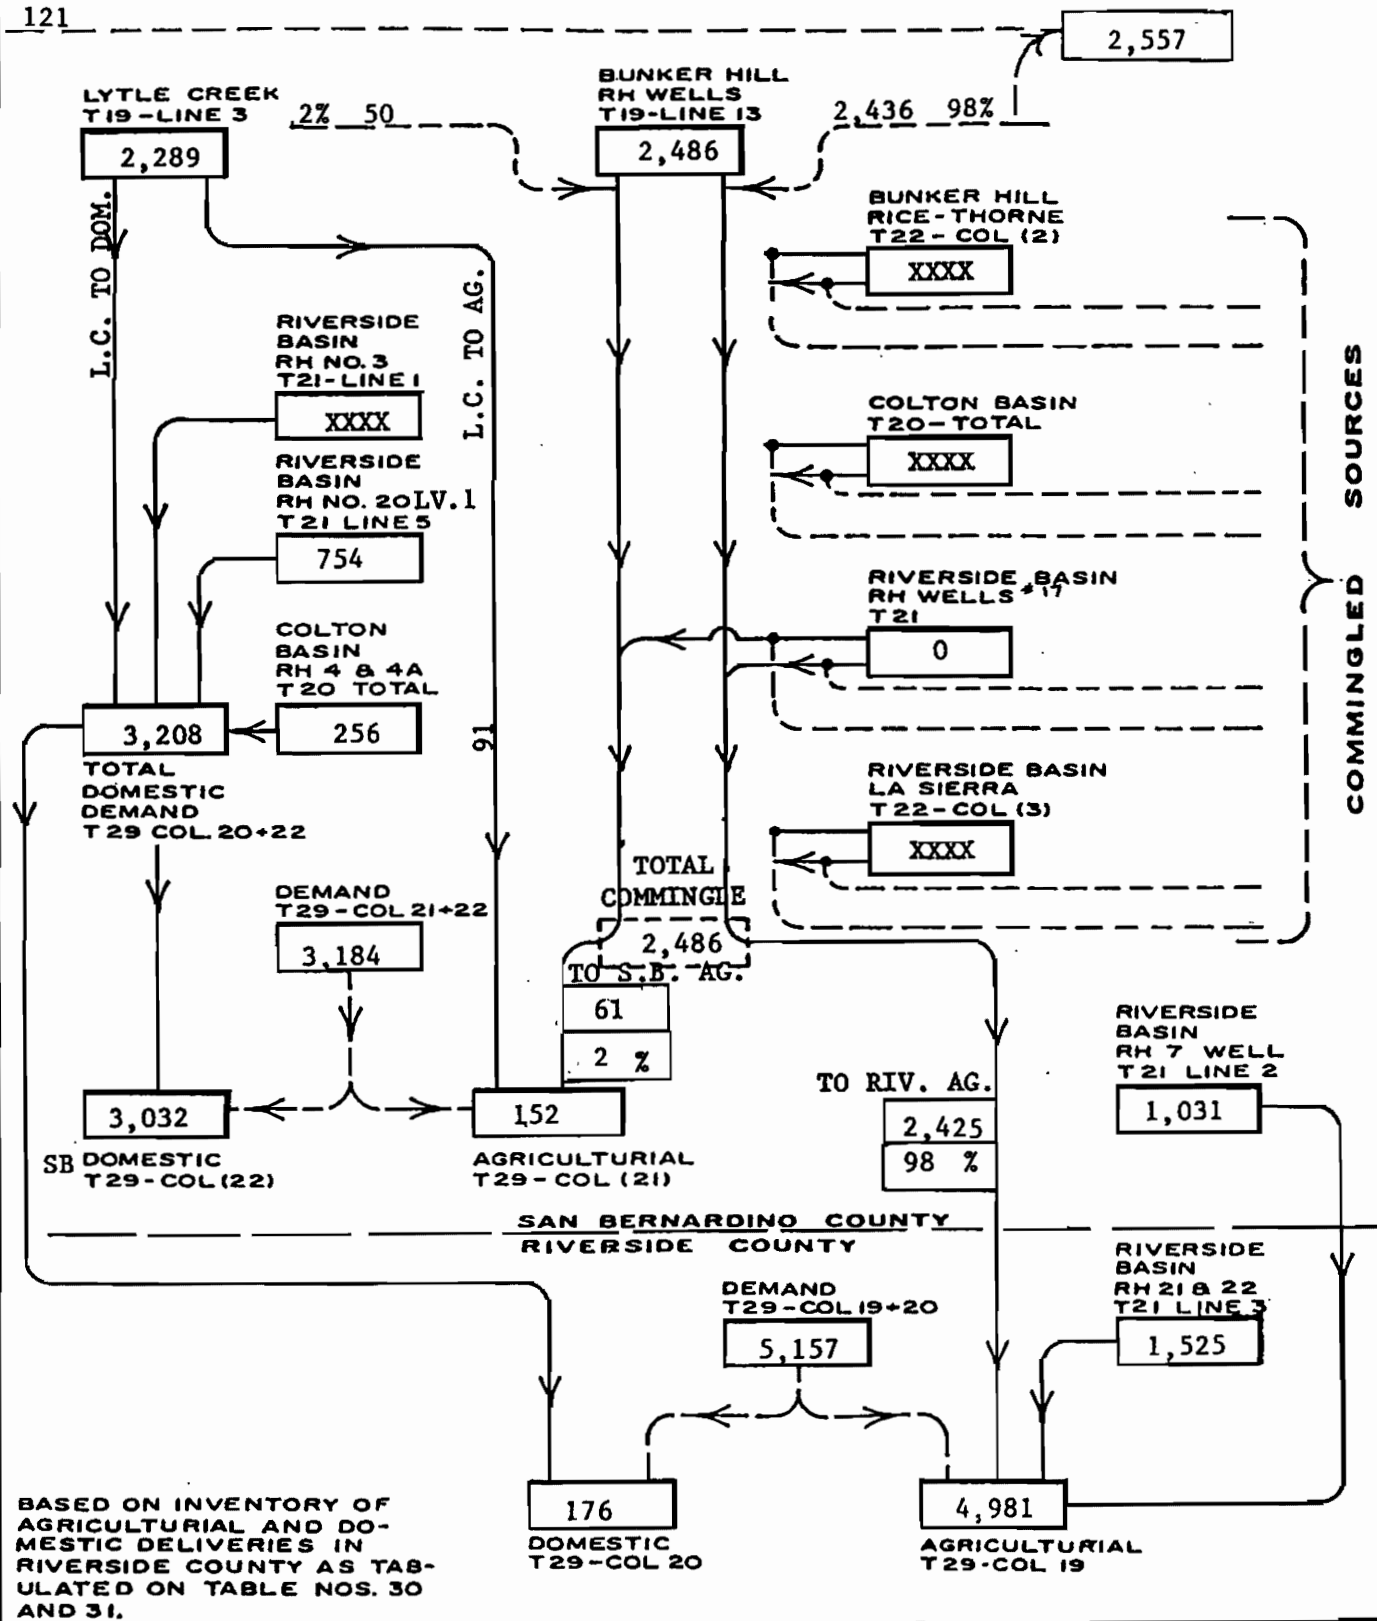 121
2,557
LYTLE CREEK
T19-LINE 3
2,289
2% 50
BUNKER HILL
RH WELLS
T19-LINE 13
2,486
2,436 98%
L.C. TO DOM.
L.C. TO AG.
BUNKER HILL
RICE-THORNE
T22- COL (2)
XXXX
RIVERSIDE
BASIN
RH NO. 3
T21-LINE 1
XXXX
COLTON BASIN
T20-TOTAL
XXXX
COMMINGLED SOURCES
RIVERSIDE
BASIN
RH NO. 20 LV.1
T21 LINE 5
754
RIVERSIDE BASIN
RH WELLS #17
T21
0
COLTON
BASIN
RH 4 & 4A
T20 TOTAL
256
3,208
TOTAL
DOMESTIC
DEMAND
T29 COL. 20+22
91
RIVERSIDE BASIN
LA SIERRA
T22-COL (3)
XXXX
DEMAND
T29-COL 21+22
3,184
TOTAL
COMMINGLE
2,486
TO S.B. AG.
61
2 %
3,032
SB DOMESTIC
T29-COL (22)
152
AGRICULTURIAL
T29-COL (21)
TO RIV. AG.
2,425
98 %
RIVERSIDE
BASIN
RH 7 WELL
T21 LINE 2
1,031
SAN BERNARDINO COUNTY
RIVERSIDE COUNTY
DEMAND
T29-COL 19+20
5,157
RIVERSIDE
BASIN
RH 21 & 22
T21 LINE 3
1,525
176
DOMESTIC
T29-COL 20
4,981
AGRICULTURIAL
T29-COL 19
BASED ON INVENTORY OF
AGRICULTURIAL AND DO-
MESTIC DELIVERIES IN
RIVERSIDE COUNTY AS TAB-
ULATED ON TABLE NOS. 30
AND 31.